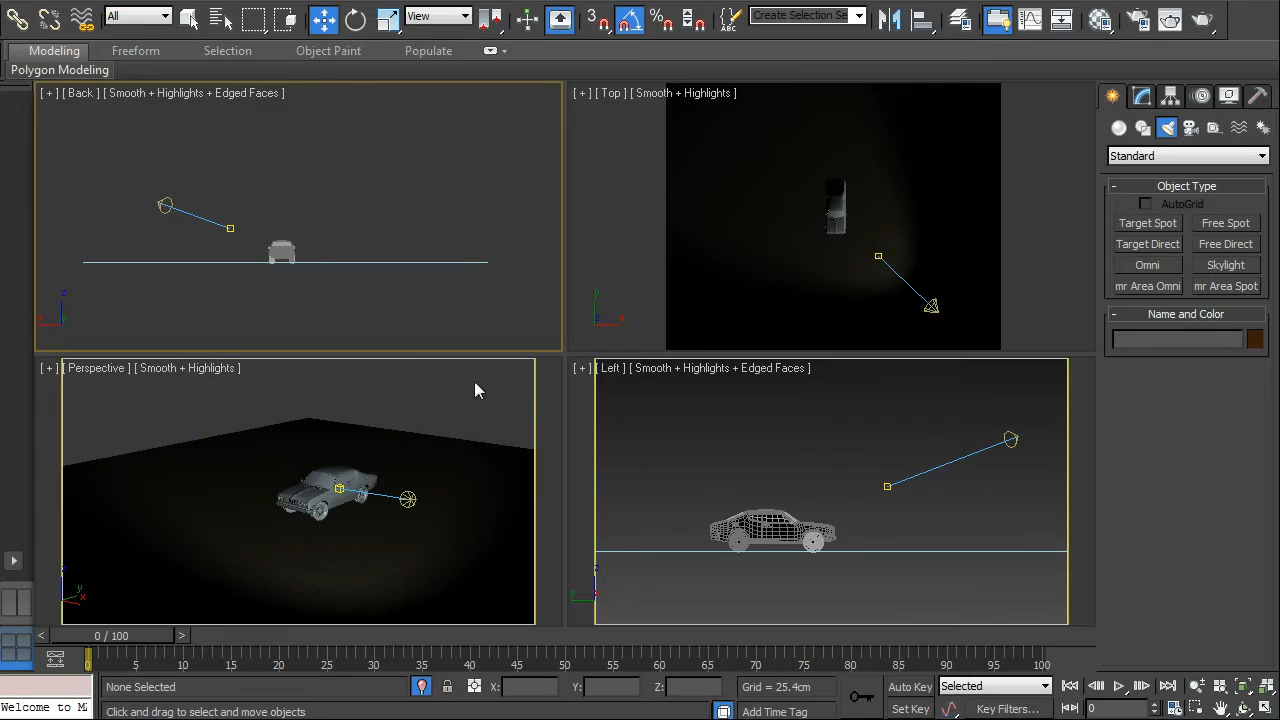 All
View
3
%
ABC
Create Selection Se
Modeling
Freeform
Selection
Object Paint
Populate
Polygon Modeling
[ + ] [ Back ] [ Smooth + Highlights + Edged Faces ]
[ + ] [ Top ] [ Smooth + Highlights ]
z
x
y
y
z
x
[ + ] [ Perspective ] [ Smooth + Highlights ]
[ + ] [ Left ] [ Smooth + Highlights + Edged Faces ]
z
y
x
z
y
x
Standard
- Object Type
AutoGrid
Target Spot
Free Spot
Target Direct
Free Direct
Omni
Skylight
mr Area Omni
mr Area Spot
- Name and Color
< 0 / 100 >
0 5 10 15 20 25 30 35 40 45 50 55 60 65 70 75 80 85 90 95 100
None Selected
X:
Y:
Z:
Grid = 25.4cm
Auto Key
Selected
Welcome to M
Click and drag to select and move objects
Add Time Tag
Set Key
Key Filters...
0